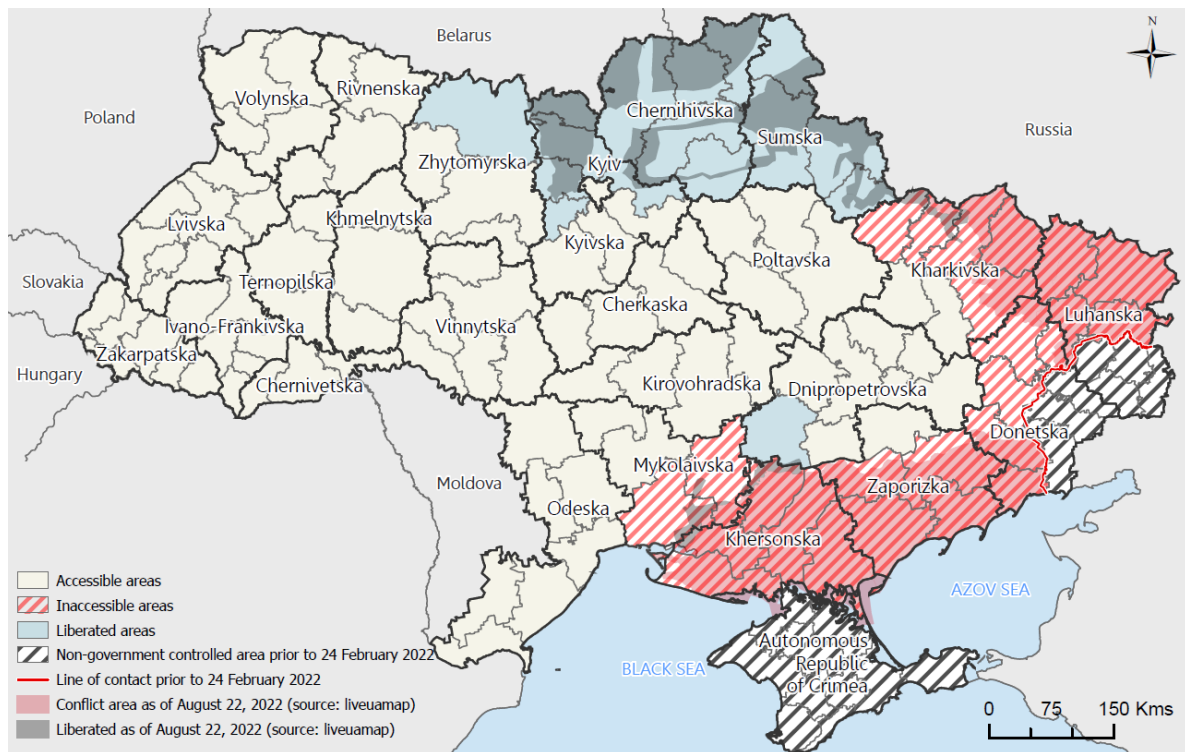 N
Belarus
Poland
Russia
Volynska
Rivnenska
Chernihivska
Sumska
Zhytomyrska
Kyiv
Lvivska
Khmelnytska
Kyivska
Poltavska
Kharkivska
Slovakia
Ternopilska
Cherkaska
Luhanska
Ivano-Frankivska
Vinnytska
Zakarpatska
Hungary
Chernivetska
Kirovohradska
Dnipropetrovska
Donetska
Mykolaivska
Moldova
Zaporizka
Odeska
Khersonska
AZOV SEA
Autonomous
Republic
of Crimea
BLACK SEA
Accessible areas
Inaccessible areas
Liberated areas
Non-government controlled area prior to 24 February 2022
Line of contact prior to 24 February 2022
Conflict area as of August 22, 2022 (source: liveuamap)
Liberated as of August 22, 2022 (source: liveuamap)
0 75 150 Kms